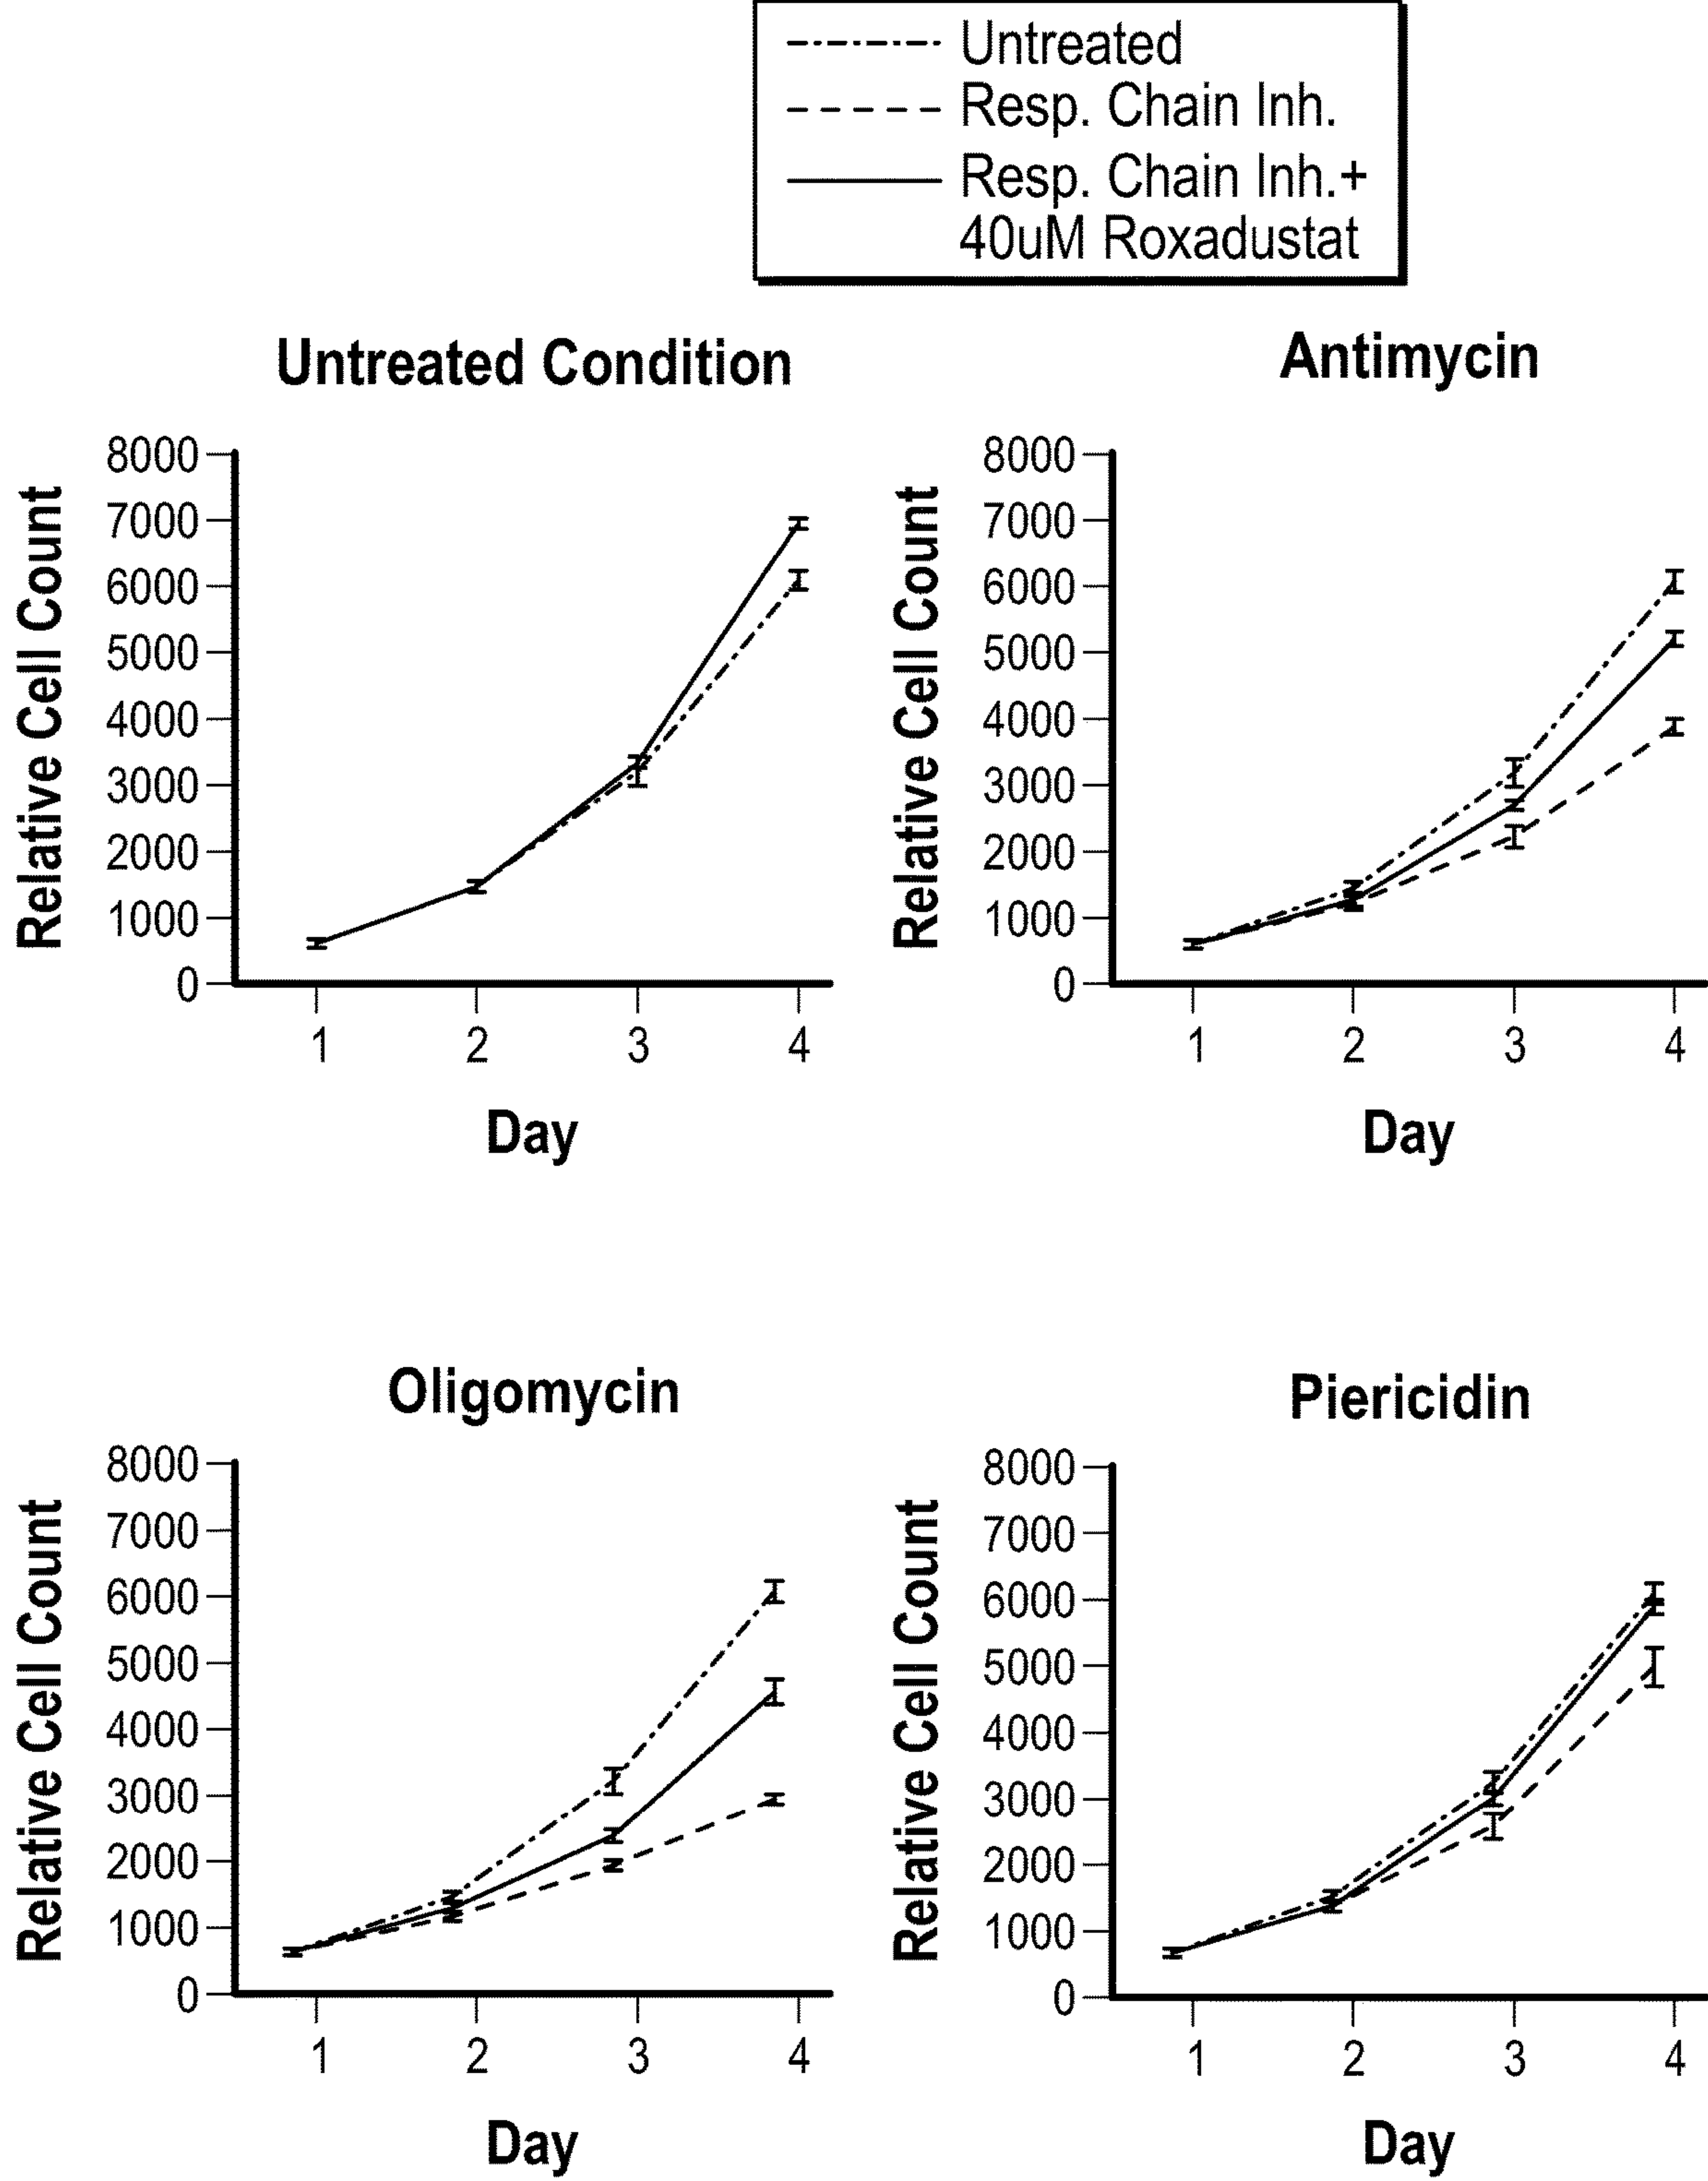 Untreated
Resp. Chain Inh.
Resp. Chain Inh.+
40uM Roxadustat
Untreated Condition
Relative Cell Count
8000
7000
6000
5000
4000
3000
2000
1000
0
1 2 3 4
Day
Antimycin
Relative Cell Count
8000
7000
6000
5000
4000
3000
2000
1000
0
1 2 3 4
Day
Oligomycin
Relative Cell Count
8000
7000
6000
5000
4000
3000
2000
1000
0
1 2 3 4
Day
Piericidin
Relative Cell Count
8000
7000
6000
5000
4000
3000
2000
1000
0
1 2 3 4
Day